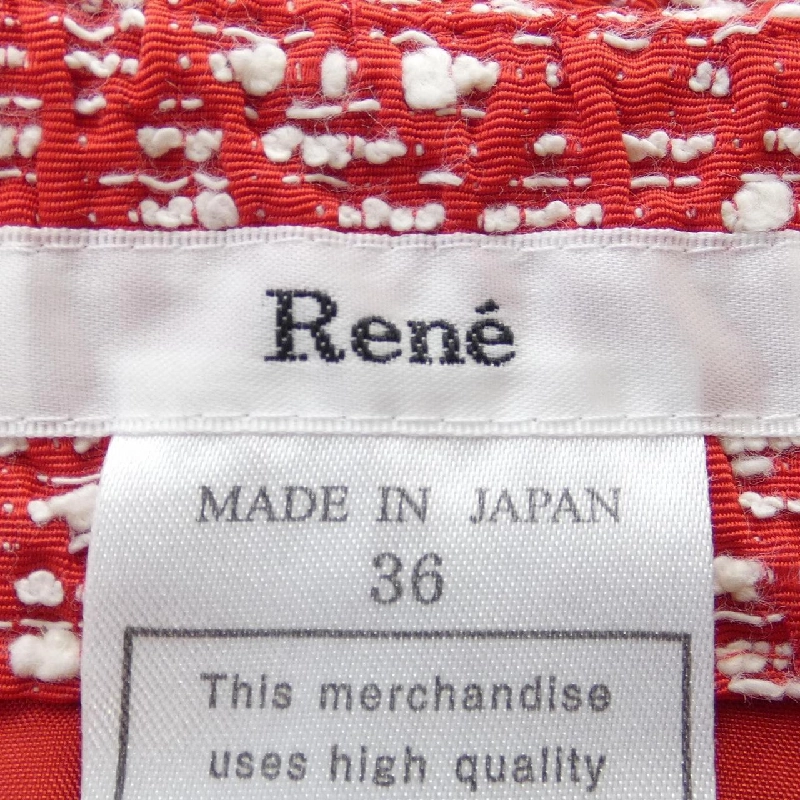 René
MADE IN JAPAN
36
This merchandise
uses high quality